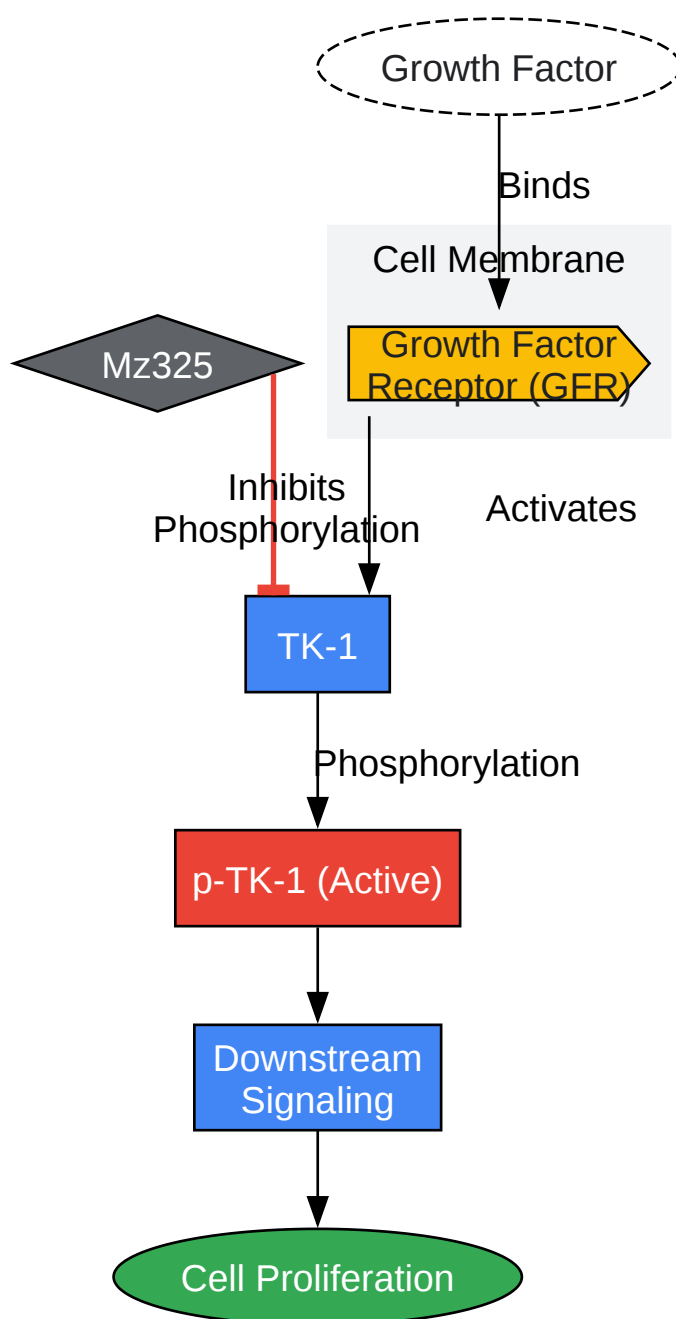 Growth Factor
Binds
Cell Membrane
Growth Factor
Receptor (GFR)
Mz325
Inhibits
Phosphorylation
Activates
TK-1
Phosphorylation
p-TK-1 (Active)
Downstream
Signaling
Cell Proliferation